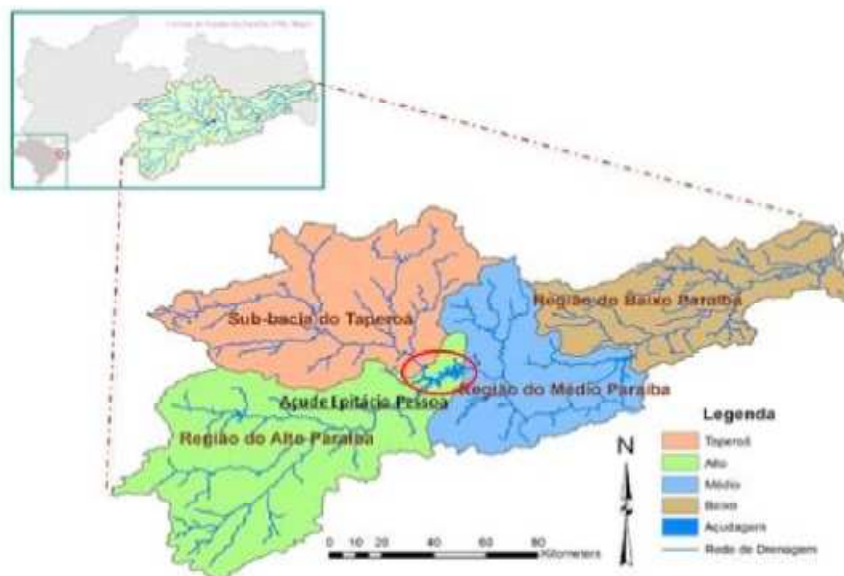 Região do Baixo Paraíba
Sub-bacia do Taperoá
Açude Epitácio Pessoa
Região do Médio Paraíba
Região do Alto Paraíba
Legenda
Taperoá
Alto
Médio
Baixo
Açudagem
Rede de Drenagem
N
0 10 20 40 60 80
Kilometers